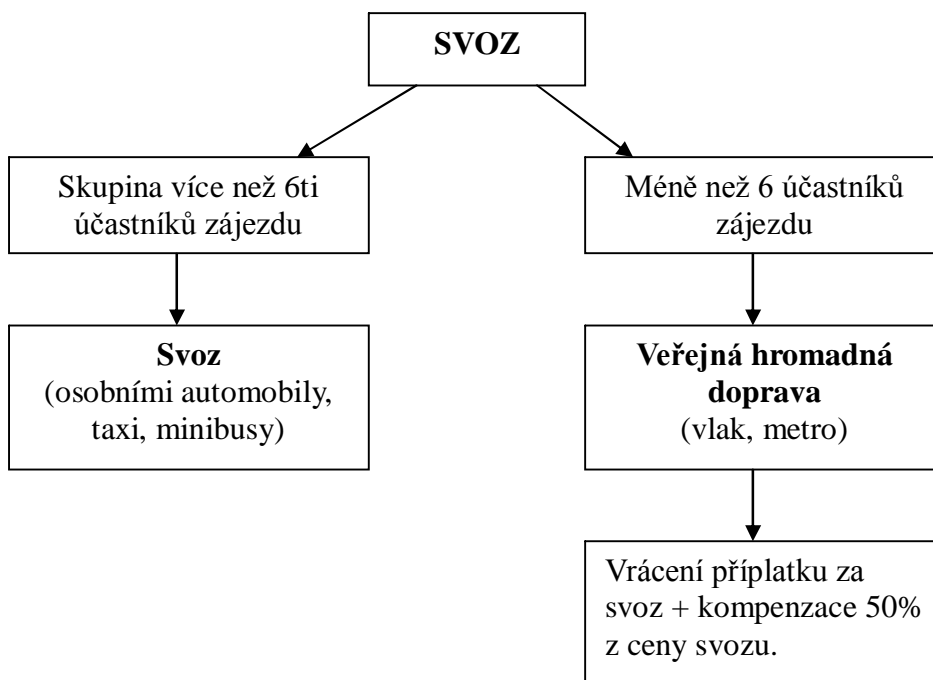 SVOZ
Skupina více než 6ti
účastníků zájezdu
Méně než 6 účastníků
zájezdu
Svoz
(osobními automobily,
taxi, minibusy)
Veřejná hromadná
doprava
(vlak, metro)
Vrácení příplatku za
svoz + kompenzace 50%
z ceny svozu.